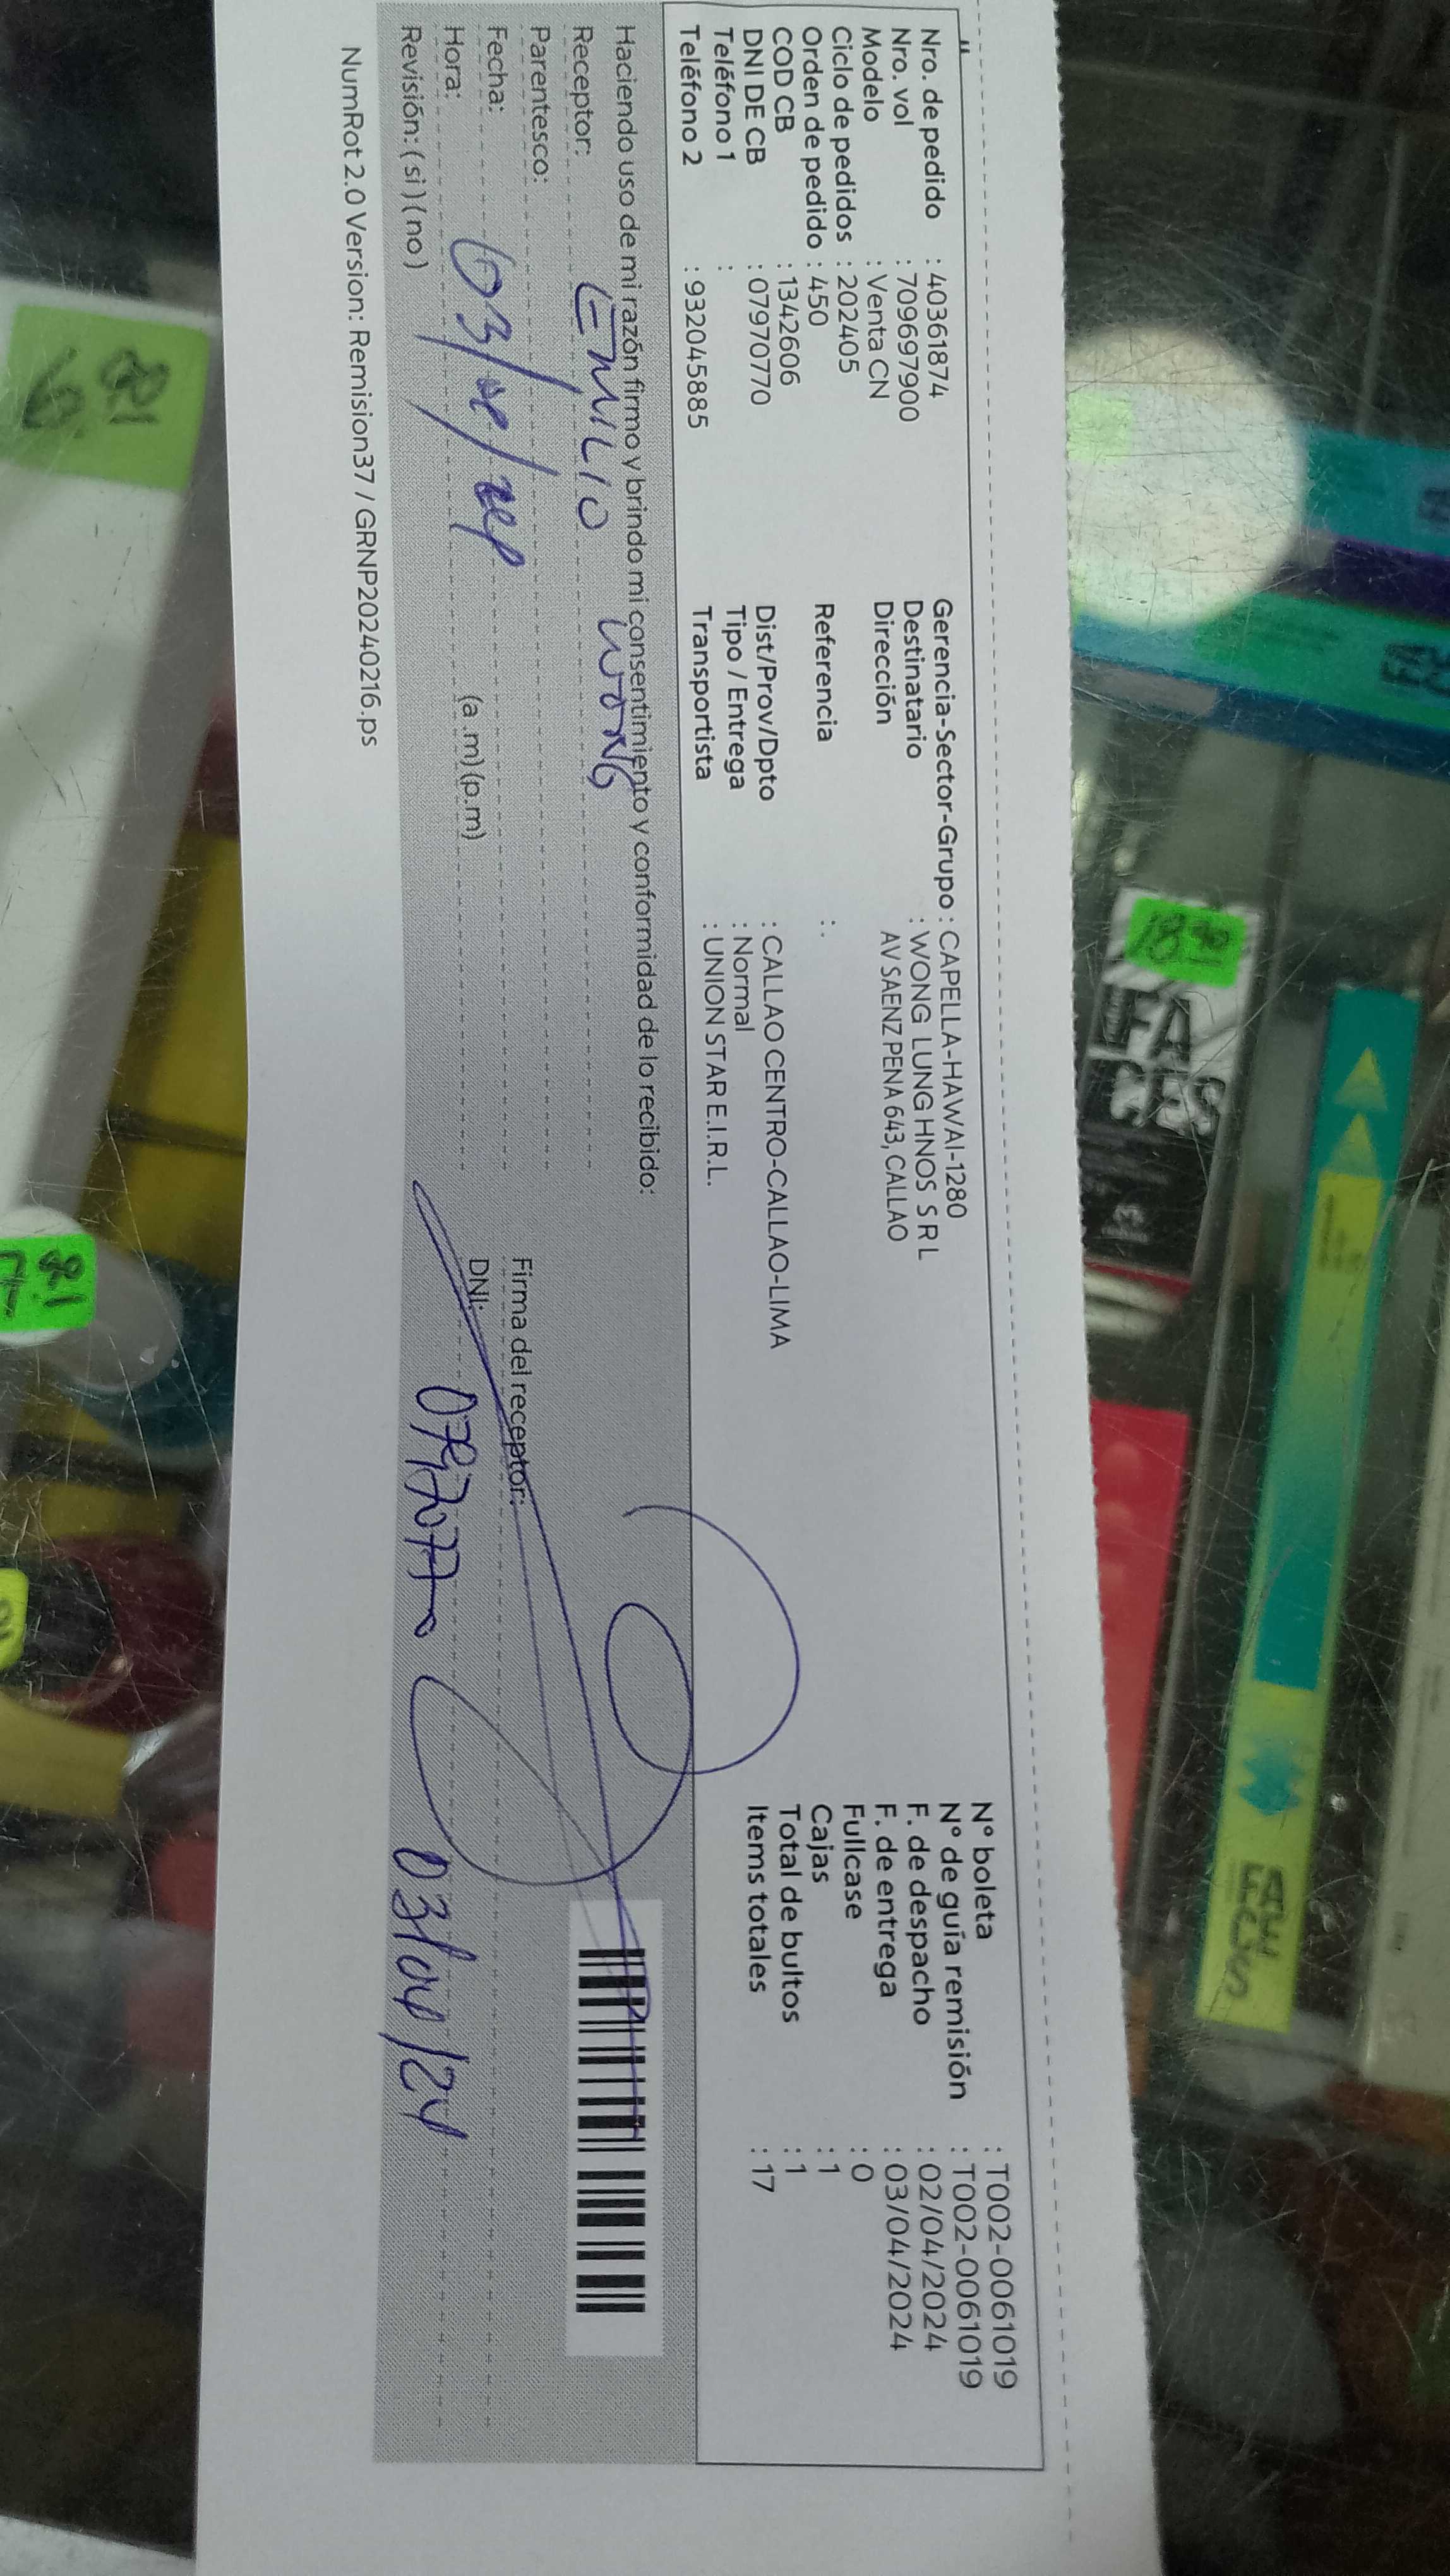 Nro. de pedido : 40361874
Nro. vol : 709697900
Modelo : Venta CN
Ciclo de pedidos : 202405
Orden de pedido : 450
COD CB : 1342606
DNI DE CB : 07970770
Teléfono 1 :
Teléfono 2 : 932045885
Gerencia-Sector-Grupo : CAPELLA-HAWAI-1280
Destinatario : WONG LUNG HNOS S R L
Dirección AV SAENZ PENA 643, CALLAO
Referencia : .
Dist/Prov/Dpto : CALLAO CENTRO-CALLAO-LIMA
Tipo / Entrega : Normal
Transportista : UNION STAR E.I.R.L.
N° boleta : T002-0061019
N° de guía remisión : T002-0061019
F. de despacho : 02/04/2024
F. de entrega : 03/04/2024
Fullcase : 0
Cajas : 1
Total de bultos : 1
Items totales : 17
Haciendo uso de mi razón firmo y brindo mi consentimiento y conformidad de lo recibido:
Receptor: EMILIO WONG
Parentesco:
Fecha: 03/
Hora: (a .m) (p.m)
Revisión: ( si ) ( no )
Firma del receptor:
DNI: 07970770 03/04/24
NumRot 2.0 Version: Remision37 / GRNP20240216.ps